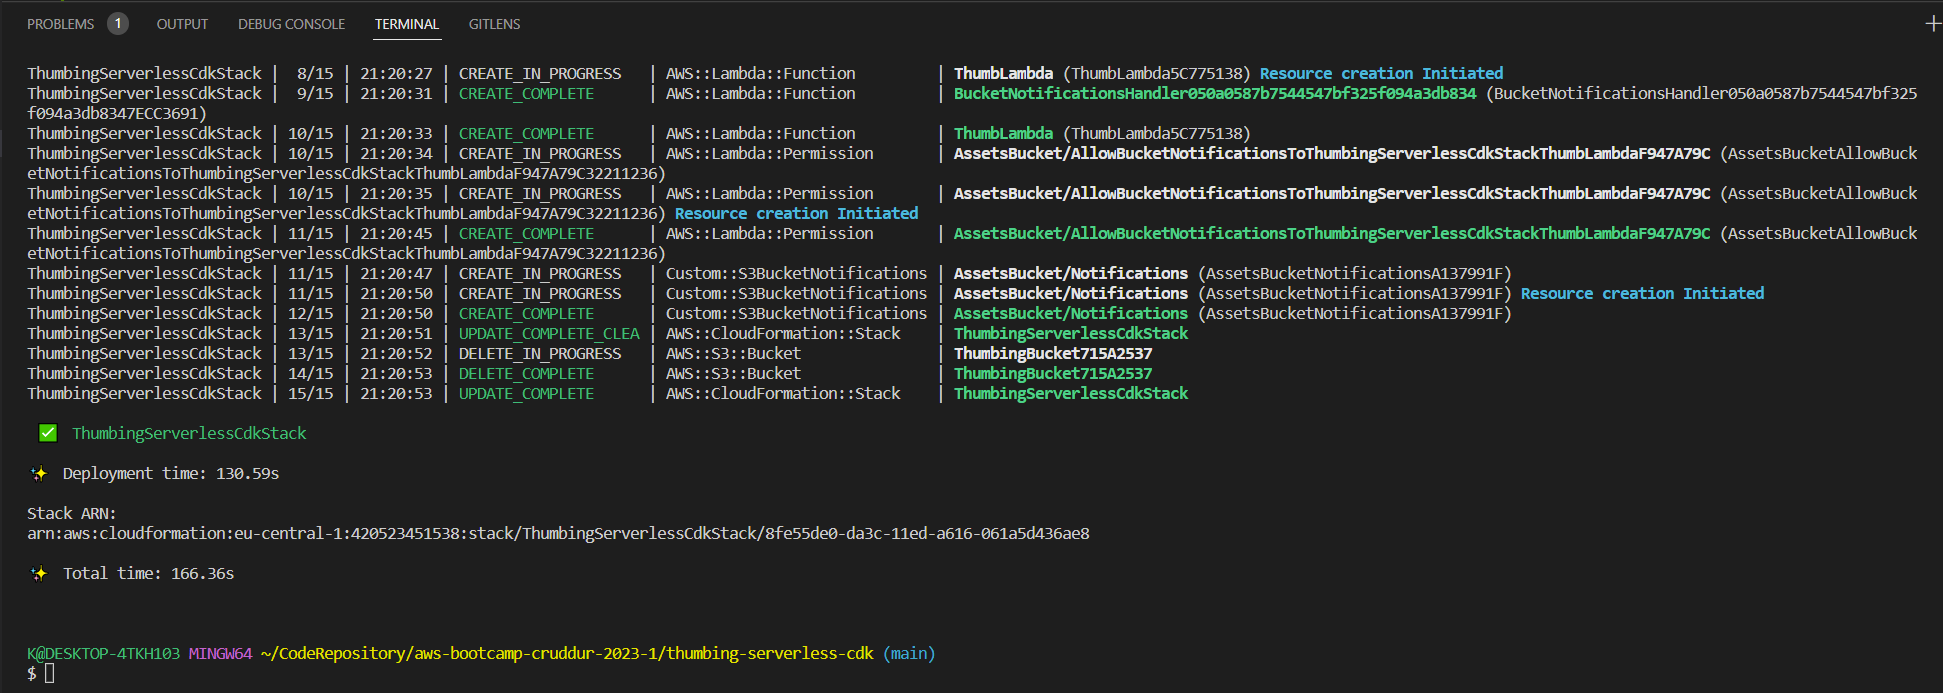 PROBLEMS 1 OUTPUT DEBUG CONSOLE TERMINAL GITLENS
ThumbingServerlessCdkStack |  8/15 | 21:20:27 | CREATE_IN_PROGRESS   | AWS::Lambda::Function         | ThumbLambda (ThumbLambda5C775138) Resource creation Initiated
ThumbingServerlessCdkStack |  9/15 | 21:20:31 | CREATE_COMPLETE      | AWS::Lambda::Function         | BucketNotificationsHandler050a0587b7544547bf325f094a3db834 (BucketNotificationsHandler050a0587b7544547bf325
f094a3db8347ECC3691)
ThumbingServerlessCdkStack | 10/15 | 21:20:33 | CREATE_COMPLETE      | AWS::Lambda::Function         | ThumbLambda (ThumbLambda5C775138)
ThumbingServerlessCdkStack | 10/15 | 21:20:34 | CREATE_IN_PROGRESS   | AWS::Lambda::Permission       | AssetsBucket/AllowBucketNotificationsToThumbingServerlessCdkStackThumbLambdaF947A79C (AssetsBucketAllowBuck
etNotificationsToThumbingServerlessCdkStackThumbLambdaF947A79C32211236)
ThumbingServerlessCdkStack | 10/15 | 21:20:35 | CREATE_IN_PROGRESS   | AWS::Lambda::Permission       | AssetsBucket/AllowBucketNotificationsToThumbingServerlessCdkStackThumbLambdaF947A79C (AssetsBucketAllowBuck
etNotificationsToThumbingServerlessCdkStackThumbLambdaF947A79C32211236) Resource creation Initiated
ThumbingServerlessCdkStack | 11/15 | 21:20:45 | CREATE_COMPLETE      | AWS::Lambda::Permission       | AssetsBucket/AllowBucketNotificationsToThumbingServerlessCdkStackThumbLambdaF947A79C (AssetsBucketAllowBuck
etNotificationsToThumbingServerlessCdkStackThumbLambdaF947A79C32211236)
ThumbingServerlessCdkStack | 11/15 | 21:20:47 | CREATE_IN_PROGRESS   | Custom::S3BucketNotifications | AssetsBucket/Notifications (AssetsBucketNotificationsA137991F)
ThumbingServerlessCdkStack | 11/15 | 21:20:50 | CREATE_IN_PROGRESS   | Custom::S3BucketNotifications | AssetsBucket/Notifications (AssetsBucketNotificationsA137991F) Resource creation Initiated
ThumbingServerlessCdkStack | 12/15 | 21:20:50 | CREATE_COMPLETE      | Custom::S3BucketNotifications | AssetsBucket/Notifications (AssetsBucketNotificationsA137991F)
ThumbingServerlessCdkStack | 13/15 | 21:20:51 | UPDATE_COMPLETE_CLEA | AWS::CloudFormation::Stack    | ThumbingServerlessCdkStack
ThumbingServerlessCdkStack | 13/15 | 21:20:52 | DELETE_IN_PROGRESS   | AWS::S3::Bucket               | ThumbingBucket715A2537
ThumbingServerlessCdkStack | 14/15 | 21:20:53 | DELETE_COMPLETE      | AWS::S3::Bucket               | ThumbingBucket715A2537
ThumbingServerlessCdkStack | 15/15 | 21:20:53 | UPDATE_COMPLETE      | AWS::CloudFormation::Stack    | ThumbingServerlessCdkStack
✅ ThumbingServerlessCdkStack
✨ Deployment time: 130.59s
Stack ARN:
arn:aws:cloudformation:eu-central-1:420523451538:stack/ThumbingServerlessCdkStack/8fe55de0-da3c-11ed-a616-061a5d436ae8
✨ Total time: 166.36s
K@DESKTOP-4TKH103 MINGW64 ~/CodeRepository/aws-bootcamp-cruddur-2023-1/thumbing-serverless-cdk (main)
$